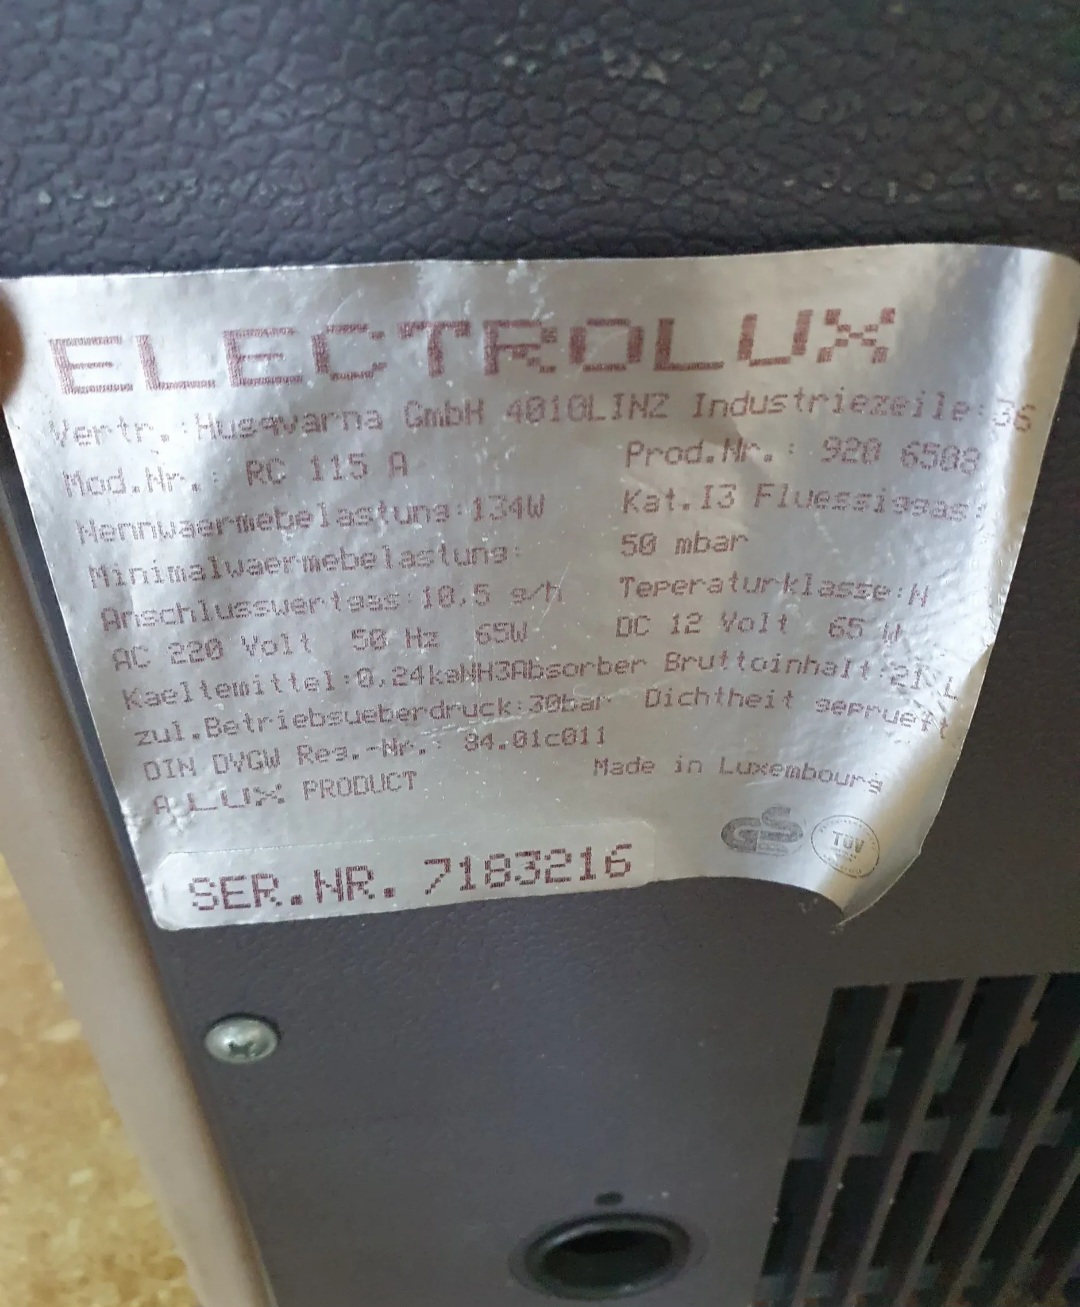 ELECTROLUX
Vertr.:Husqvarna GmbH 4010LINZ Industriezeile:36
Mod.Nr.: RC 115 A Prod.Nr.: 920 6508
Nennwaermebelastung:134W Kat.I3 Fluessiggas:
Minimalwaermebelastung: 50 mbar
Anschlusswertgas:10,5 g/h Teperaturklasse:N
AC 220 Volt 50 Hz 65W DC 12 Volt 65 W
Kaeltemittel:0,24kgNH3Absorber Bruttoinhalt:21 L
zul.Betriebsueberdruck:30bar Dichtheit geprueft
DIN DVGW Reg.-Nr.: 84.01c011
A LUX PRODUCT Made in Luxembourg
GS TÜV
SER.NR. 7183216